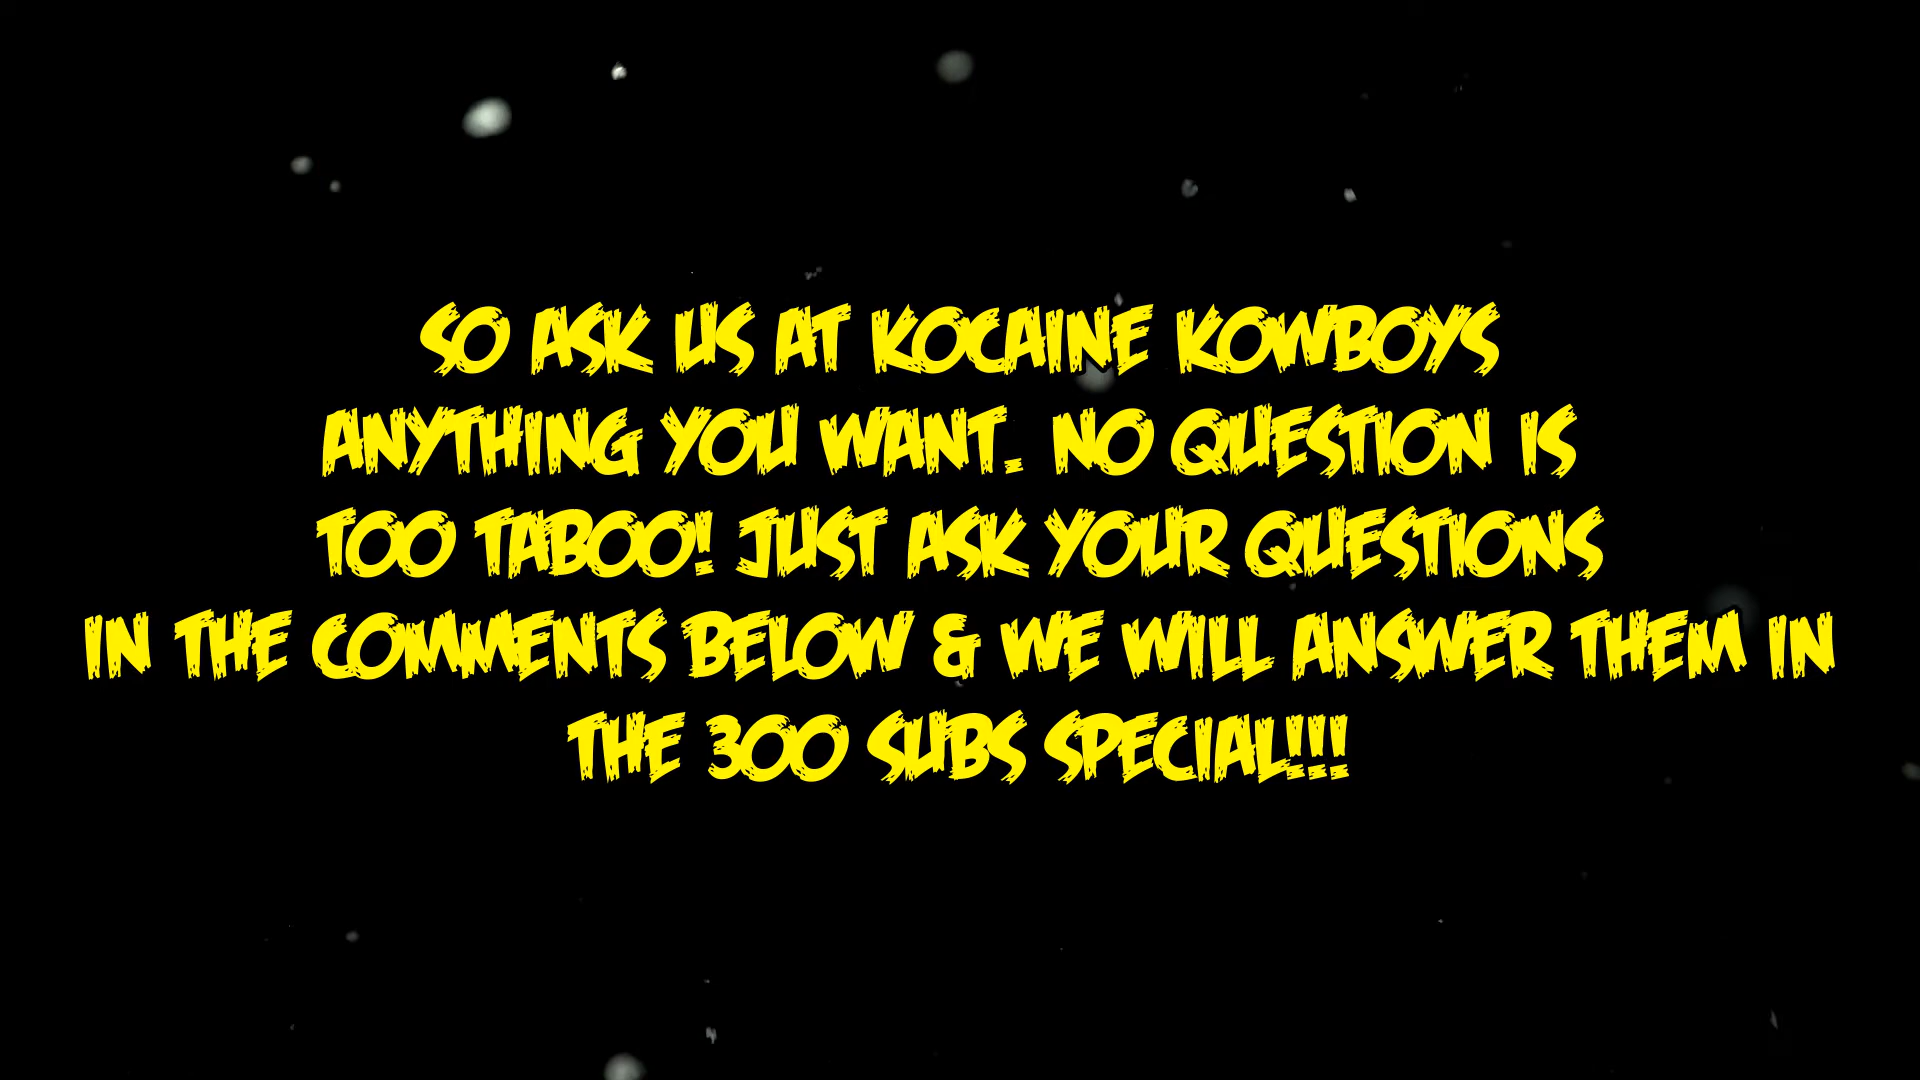 SO ASK US AT KOCAINE KOWBOYS
ANYTHING YOU WANT. NO QUESTION IS
TOO TABOO! JUST ASK YOUR QUESTIONS
IN THE COMMENTS BELOW & WE WILL ANSWER THEM IN
THE 300 SUBS SPECIAL!!!